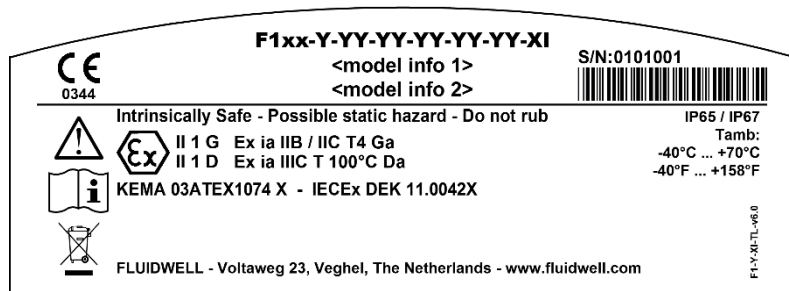 F1xx-Y-YY-YY-YY-YY-YY-XI
<model info 1>
<model info 2>
S/N:0101001
CE
0344
Intrinsically Safe - Possible static hazard - Do not rub
IP65 / IP67
Tamb:
-40°C ... +70°C
-40°F ... +158°F
Ex
II 1 G Ex ia IIB / IIC T4 Ga
II 1 D Ex ia IIIC T 100°C Da
KEMA 03ATEX1074 X - IECEx DEK 11.0042X
FLUIDWELL - Voltaweg 23, Veghel, The Netherlands - www.fluidwell.com
F1-Y-XI-TL-v6.0